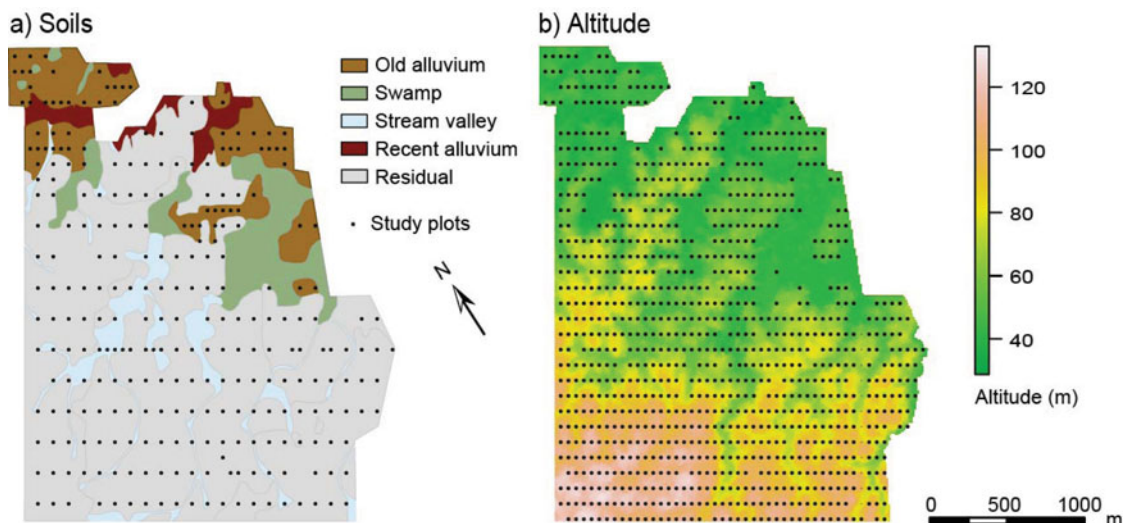 a) Soils
Old alluvium
Swamp
Stream valley
Recent alluvium
Residual
Study plots
N
b) Altitude
120
100
80
60
40
Altitude (m)
0 500 1000
m